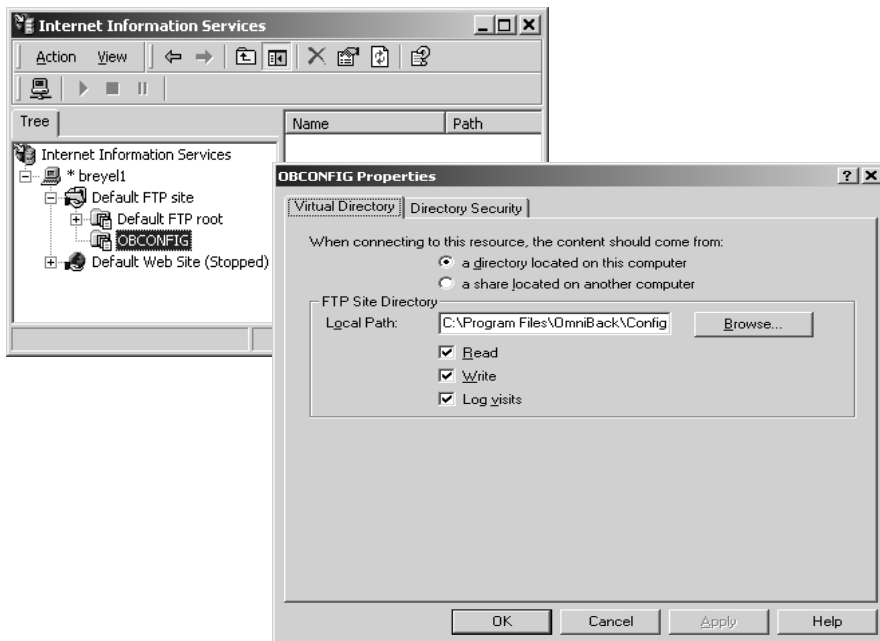 Internet Information Services
Action View
Tree
Name Path
Internet Information Services
* breyel1
Default FTP site
Default FTP root
OBCONFIG
Default Web Site (Stopped)
OBCONFIG Properties
Virtual Directory Directory Security
When connecting to this resource, the content should come from:
a directory located on this computer
a share located on another computer
FTP Site Directory
Local Path: C:\Program Files\OmniBack\Config Browse...
Read
Write
Log visits
OK Cancel Apply Help